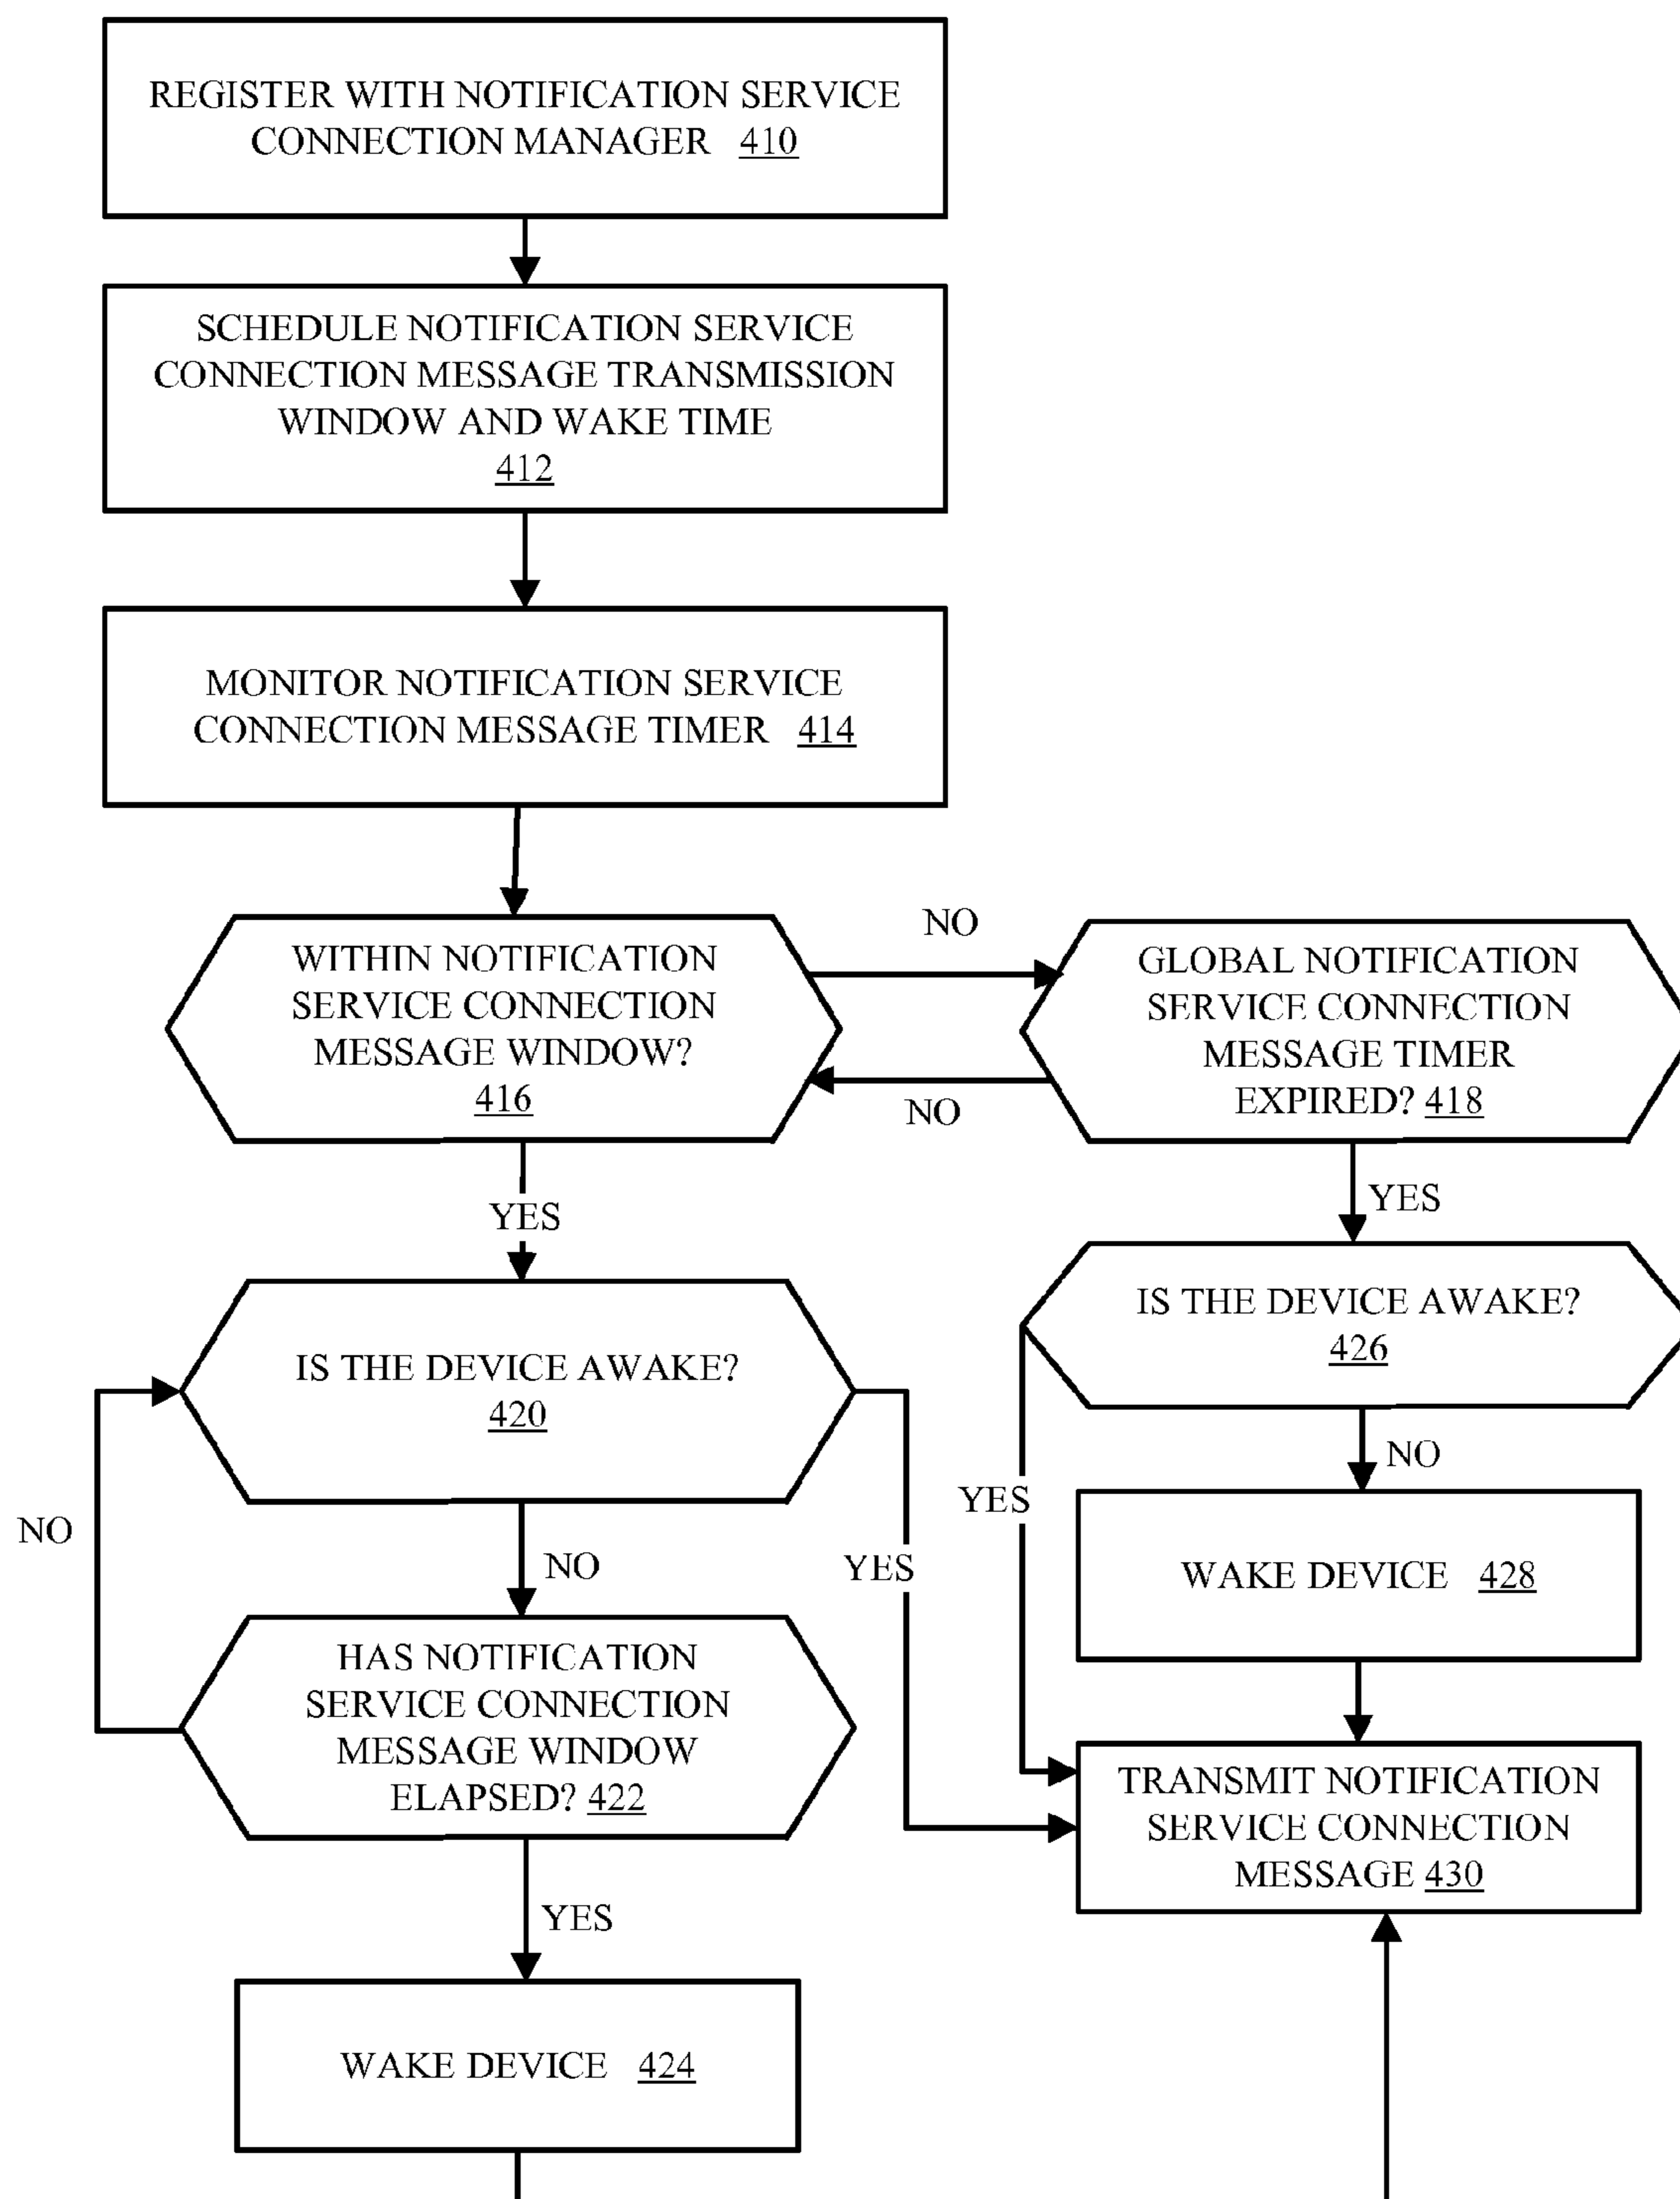 REGISTER WITH NOTIFICATION SERVICE
CONNECTION MANAGER 410
SCHEDULE NOTIFICATION SERVICE
CONNECTION MESSAGE TRANSMISSION
WINDOW AND WAKE TIME
412
MONITOR NOTIFICATION SERVICE
CONNECTION MESSAGE TIMER 414
WITHIN NOTIFICATION
SERVICE CONNECTION
MESSAGE WINDOW?
416
NO
NO
GLOBAL NOTIFICATION
SERVICE CONNECTION
MESSAGE TIMER
EXPIRED? 418
YES
YES
IS THE DEVICE AWAKE?
420
IS THE DEVICE AWAKE?
426
NO
YES
NO
NO
YES
WAKE DEVICE 428
HAS NOTIFICATION
SERVICE CONNECTION
MESSAGE WINDOW
ELAPSED? 422
TRANSMIT NOTIFICATION
SERVICE CONNECTION
MESSAGE 430
YES
WAKE DEVICE 424